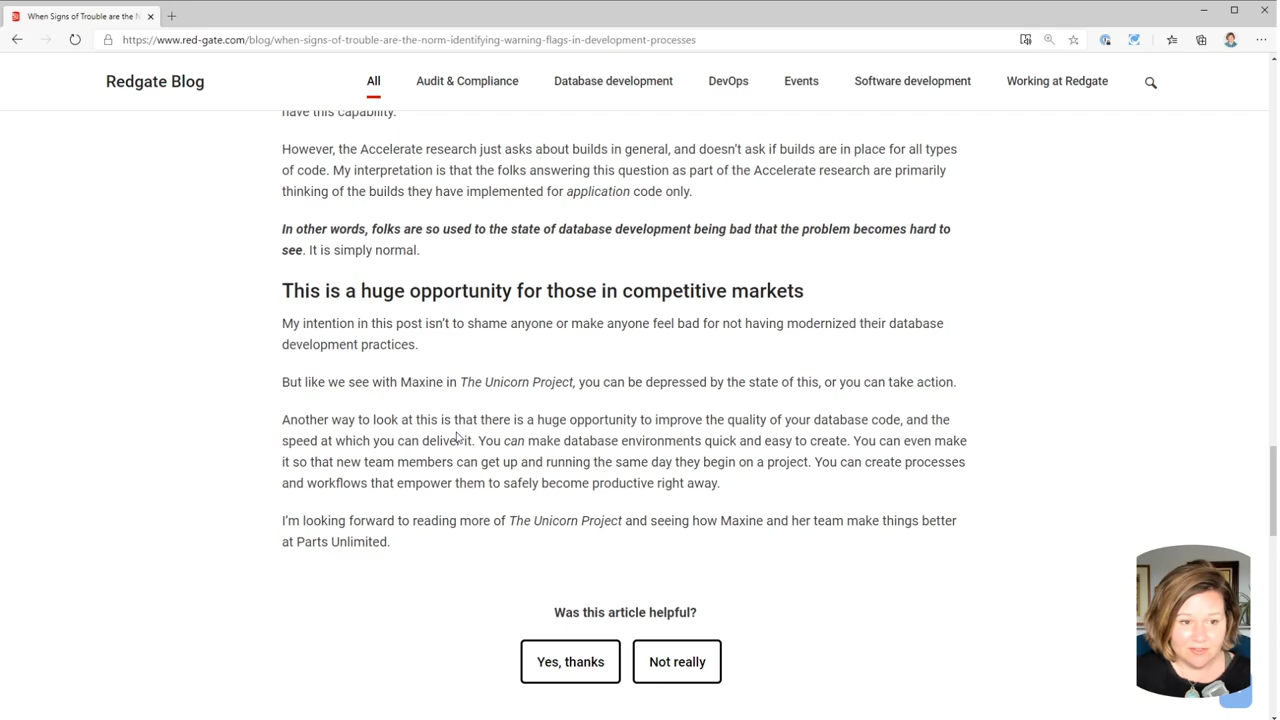 When Signs of Trouble are the N
https://www.red-gate.com/blog/when-signs-of-trouble-are-the-norm-identifying-warning-flags-in-development-processes
Redgate Blog All Audit & Compliance Database development DevOps Events Software development Working at Redgate
have this capability.
However, the Accelerate research just asks about builds in general, and doesn't ask if builds are in place for all types
of code. My interpretation is that the folks answering this question as part of the Accelerate research are primarily
thinking of the builds they have implemented for application code only.
In other words, folks are so used to the state of database development being bad that the problem becomes hard to
see. It is simply normal.
This is a huge opportunity for those in competitive markets
My intention in this post isn't to shame anyone or make anyone feel bad for not having modernized their database
development practices.
But like we see with Maxine in The Unicorn Project, you can be depressed by the state of this, or you can take action.
Another way to look at this is that there is a huge opportunity to improve the quality of your database code, and the
speed at which you can deliver it. You can make database environments quick and easy to create. You can even make
it so that new team members can get up and running the same day they begin on a project. You can create processes
and workflows that empower them to safely become productive right away.
I'm looking forward to reading more of The Unicorn Project and seeing how Maxine and her team make things better
at Parts Unlimited.
Was this article helpful?
Yes, thanks Not really